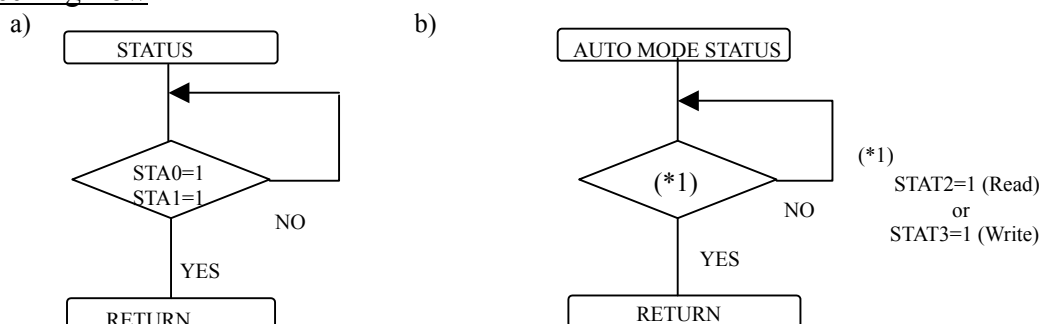 a)
STATUS
STA0=1
STA1=1
NO
YES
RETURN
b)
AUTO MODE STATUS
(*1)
NO
YES
RETURN
(*1)
STAT2=1 (Read)
or
STAT3=1 (Write)